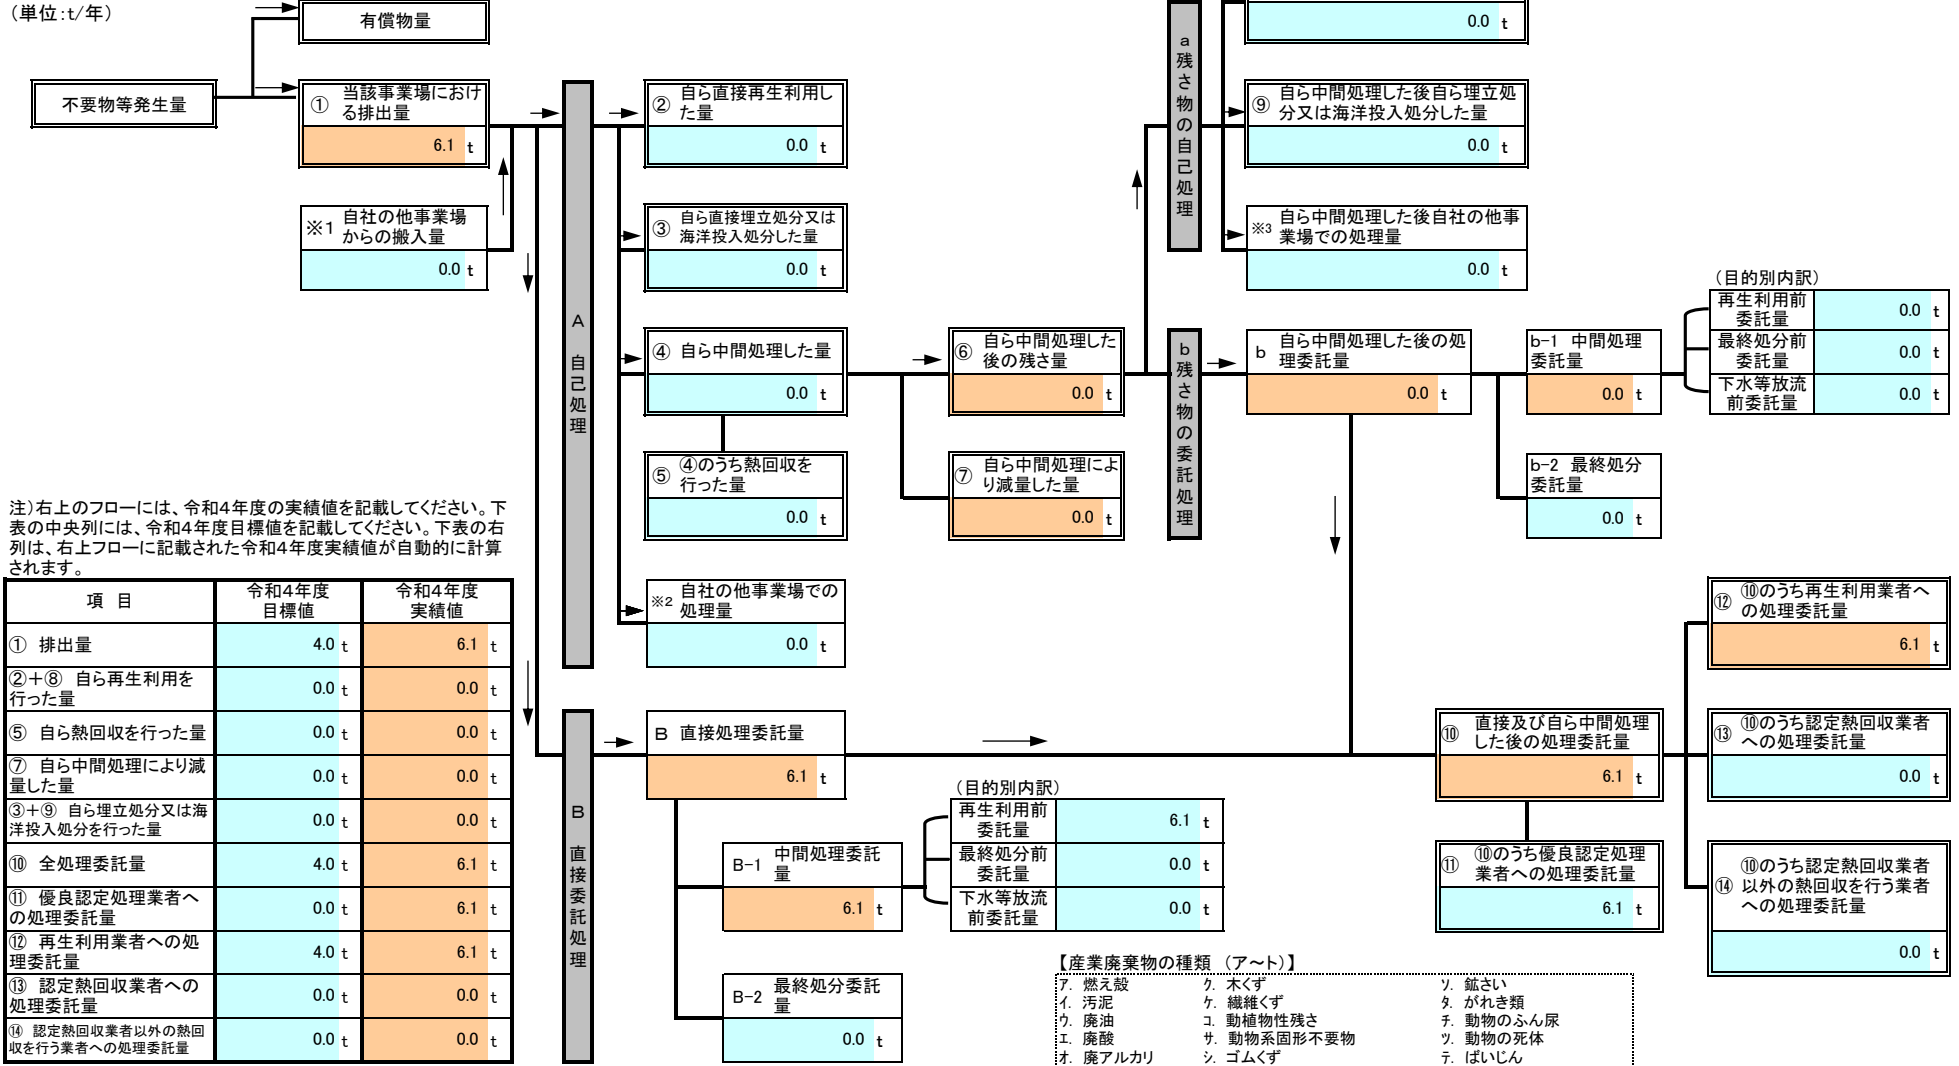 （単位：t/年）
有償物量
0.0 t
不要物等発生量
① 当該事業場におけ
る排出量
6.1 t
※1 自社の他事業場
からの搬入量
0.0 t
A 自己処理
② 自ら直接再生利用し
た量
0.0 t
③ 自ら直接埋立処分又は
海洋投入処分した量
0.0 t
④ 自ら中間処理した量
0.0 t
⑤ ④のうち熱回収を
行った量
0.0 t
※2 自社の他事業場での
処理量
0.0 t
⑥ 自ら中間処理した
後の残さ量
0.0 t
⑦ 自ら中間処理によ
り減量した量
0.0 t
a 残さ物の自己処理
⑨ 自ら中間処理した後自ら埋立処
分又は海洋投入処分した量
0.0 t
※3 自ら中間処理した後自社の他事
業場での処理量
0.0 t
b 残さ物の委託処理
b 自ら中間処理した後の処
理委託量
0.0 t
b-1 中間処理
委託量
0.0 t
（目的別内訳）
再生利用前
委託量
0.0 t
最終処分前
委託量
0.0 t
下水等放流
前委託量
0.0 t
b-2 最終処分
委託量
0.0 t
注）右上のフローには、令和4年度の実績値を記載してください。下
表の中央列には、令和4年度目標値を記載してください。下表の右
列は、右上フローに記載された令和4年度実績値が自動的に計算
されます。
項 目 令和4年度 目標値 令和4年度 実績値
① 排出量 4.0 t 6.1 t
②＋⑧ 自ら再生利用を
行った量 0.0 t 0.0 t
⑤ 自ら熱回収を行った量 0.0 t 0.0 t
⑦ 自ら中間処理により減
量した量 0.0 t 0.0 t
③＋⑨ 自ら埋立処分又は海
洋投入処分を行った量 0.0 t 0.0 t
⑩ 全処理委託量 4.0 t 6.1 t
⑪ 優良認定処理業者へ
の処理委託量 0.0 t 6.1 t
⑫ 再生利用業者への処
理委託量 4.0 t 6.1 t
⑬ 認定熱回収業者への
処理委託量 0.0 t 0.0 t
⑭ 認定熱回収業者以外の熱回
収を行う業者への処理委託量 0.0 t 0.0 t
B 直接委託処理
B 直接処理委託量
6.1 t
B-1 中間処理委託
量
6.1 t
（目的別内訳）
再生利用前
委託量
6.1 t
最終処分前
委託量
0.0 t
下水等放流
前委託量
0.0 t
B-2 最終処分委託
量
0.0 t
⑩ 直接及び自ら中間処理
した後の処理委託量
6.1 t
⑪ ⑩のうち優良認定処理
業者への処理委託量
6.1 t
⑫ ⑩のうち再生利用業者へ
の処理委託量
6.1 t
⑬ ⑩のうち認定熱回収業者
への処理委託量
0.0 t
⑭ ⑩のうち認定熱回収業者
以外の熱回収を行う業者
への処理委託量
0.0 t
【産業廃棄物の種類 （ア～ト）】
ア. 燃え殻 ク. 木くず ソ. 鉱さい
イ. 汚泥 ケ. 繊維くず タ. がれき類
ウ. 廃油 コ. 動植物性残さ チ. 動物のふん尿
エ. 廃酸 サ. 動物系固形不要物 ツ. 動物の死体
オ. 廃アルカリ シ. ゴムくず テ. ばいじん